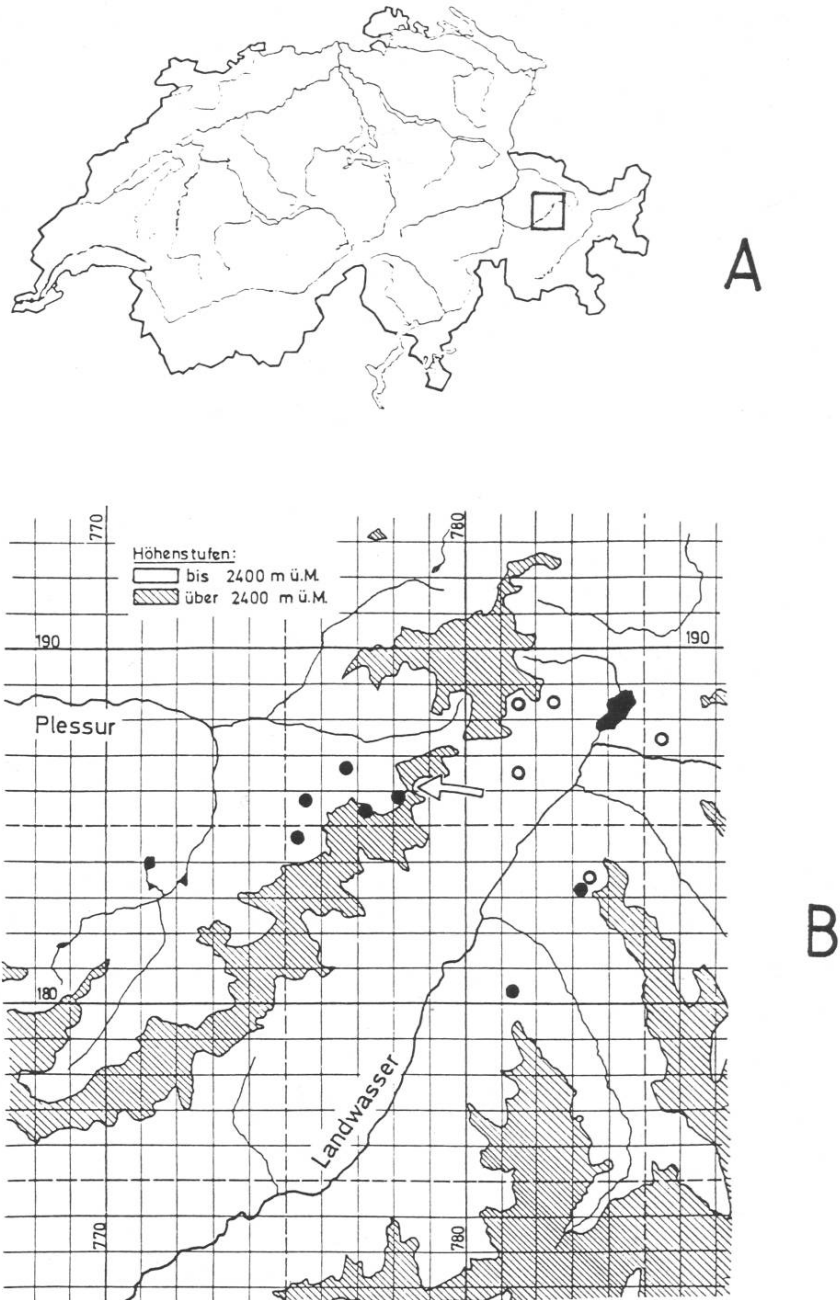 A
770
780
Höhenstufen:
bis 2400 m ü.M.
über 2400 m ü.M.
190
190
Plessur
180
B
Landwasser
770
780